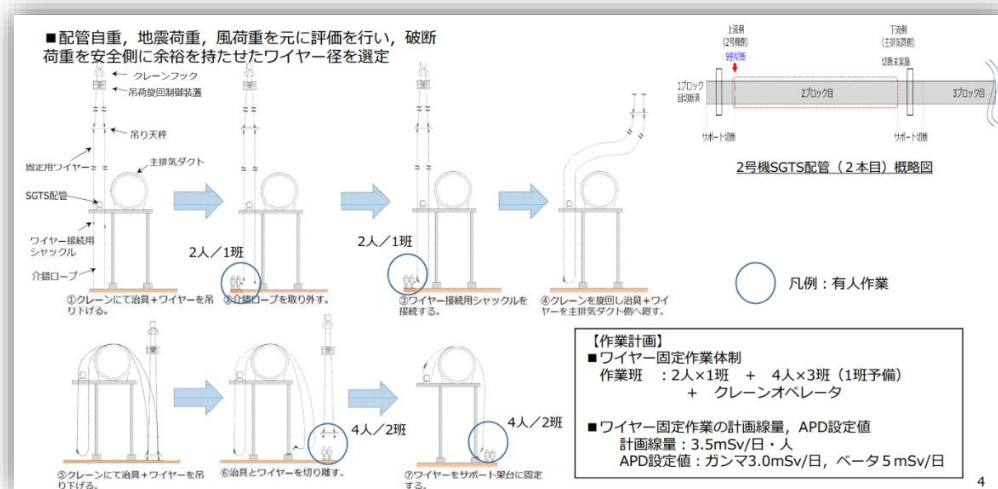 ■配管自重，地震荷重，風荷重を元に評価を行い，破断
荷重を安全側に余裕を持たせたワイヤー径を選定
クレーンフック
吊荷旋回制御装置
吊り天秤
固定用ワイヤー
主排気ダクト
SGTS配管
ワイヤー接続用
シャックル
介錯ロープ
2人／1班
2人／1班
①クレーンにて治具＋ワイヤーを吊
り下げる。
②介錯ロープを取り外す。
③ワイヤー接続用シャックルを
接続する。
④クレーンを旋回し治具＋ワイ
ヤーを主排気ダクト側へ廻す。
4人／2班
4人／2班
⑤クレーンにて治具＋ワイヤーを吊
り下げる。
⑥治具とワイヤーを切り離す。
⑦ワイヤーをサポート架台に固定
する。
上流側
(2号機側)
下流側
(主排気筒側)
切断未実施
1ブロック
目切断済
2ブロック目
3ブロック目
サポート切断
サポート切断
2号機SGTS配管（２本目）概略図
凡例：有人作業
【作業計画】
■ワイヤー固定作業体制
作業班　：2人×1班　＋　4人×3班（1班予備）
＋　クレーンオペレータ
■ワイヤー固定作業の計画線量，APD設定値
計画線量：3.5mSv/日・人
APD設定値：ガンマ3.0mSv/日，ベータ５mSv/日
4